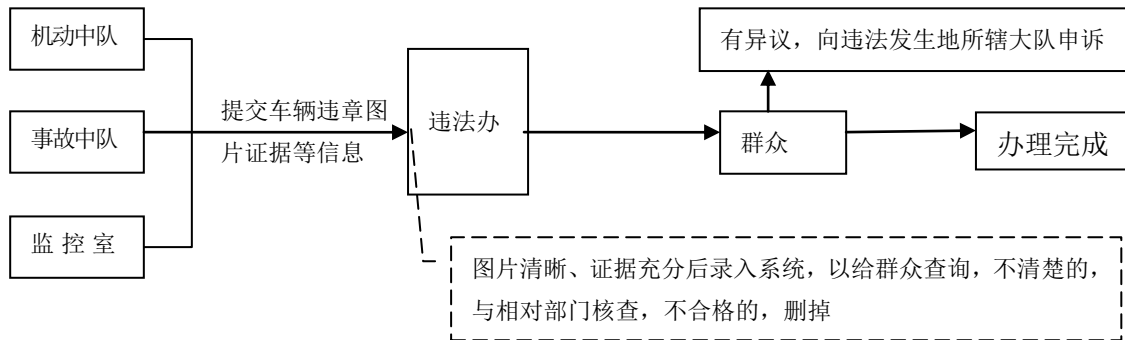 机动中队
有异议，向违法发生地所辖大队申诉
提交车辆违章图
片证据等信息
事故中队
违法办
群众
办理完成
监 控 室
图片清晰、证据充分后录入系统，以给群众查询，不清楚的，
与相对部门核查，不合格的，删掉